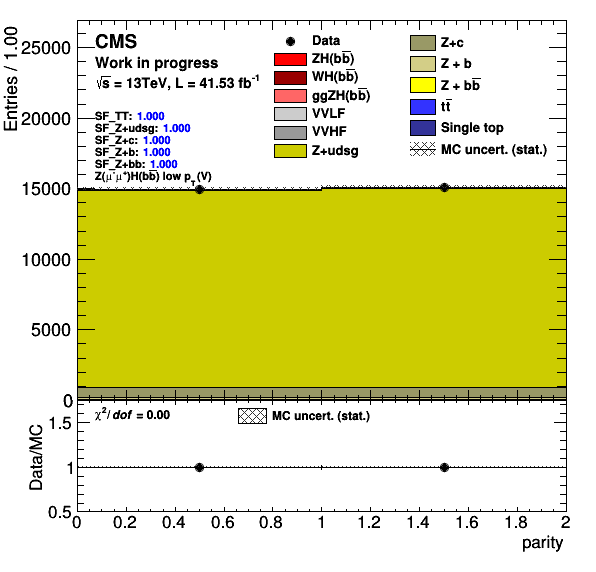 CMS
Work in progress
√s = 13TeV, L = 41.53 fb⁻¹
SF_TT: 1.000
SF_Z+udsg: 1.000
SF_Z+c: 1.000
SF_Z+b: 1.000
SF_Z+bb: 1.000
Z(μ⁻μ⁺)H(bb̅) low p_T(V)
Data
ZH(bb̅)
WH(bb̅)
ggZH(bb̅)
VVLF
VVHF
Z+udsg
Z+c
Z + b
Z + bb̅
tt̅
Single top
MC uncert. (stat.)
Entries / 1.00
25000
20000
15000
10000
5000
0
χ²/dof = 0.00
MC uncert. (stat.)
Data/MC
1.5
1
0.5
0 0.2 0.4 0.6 0.8 1 1.2 1.4 1.6 1.8 2
parity